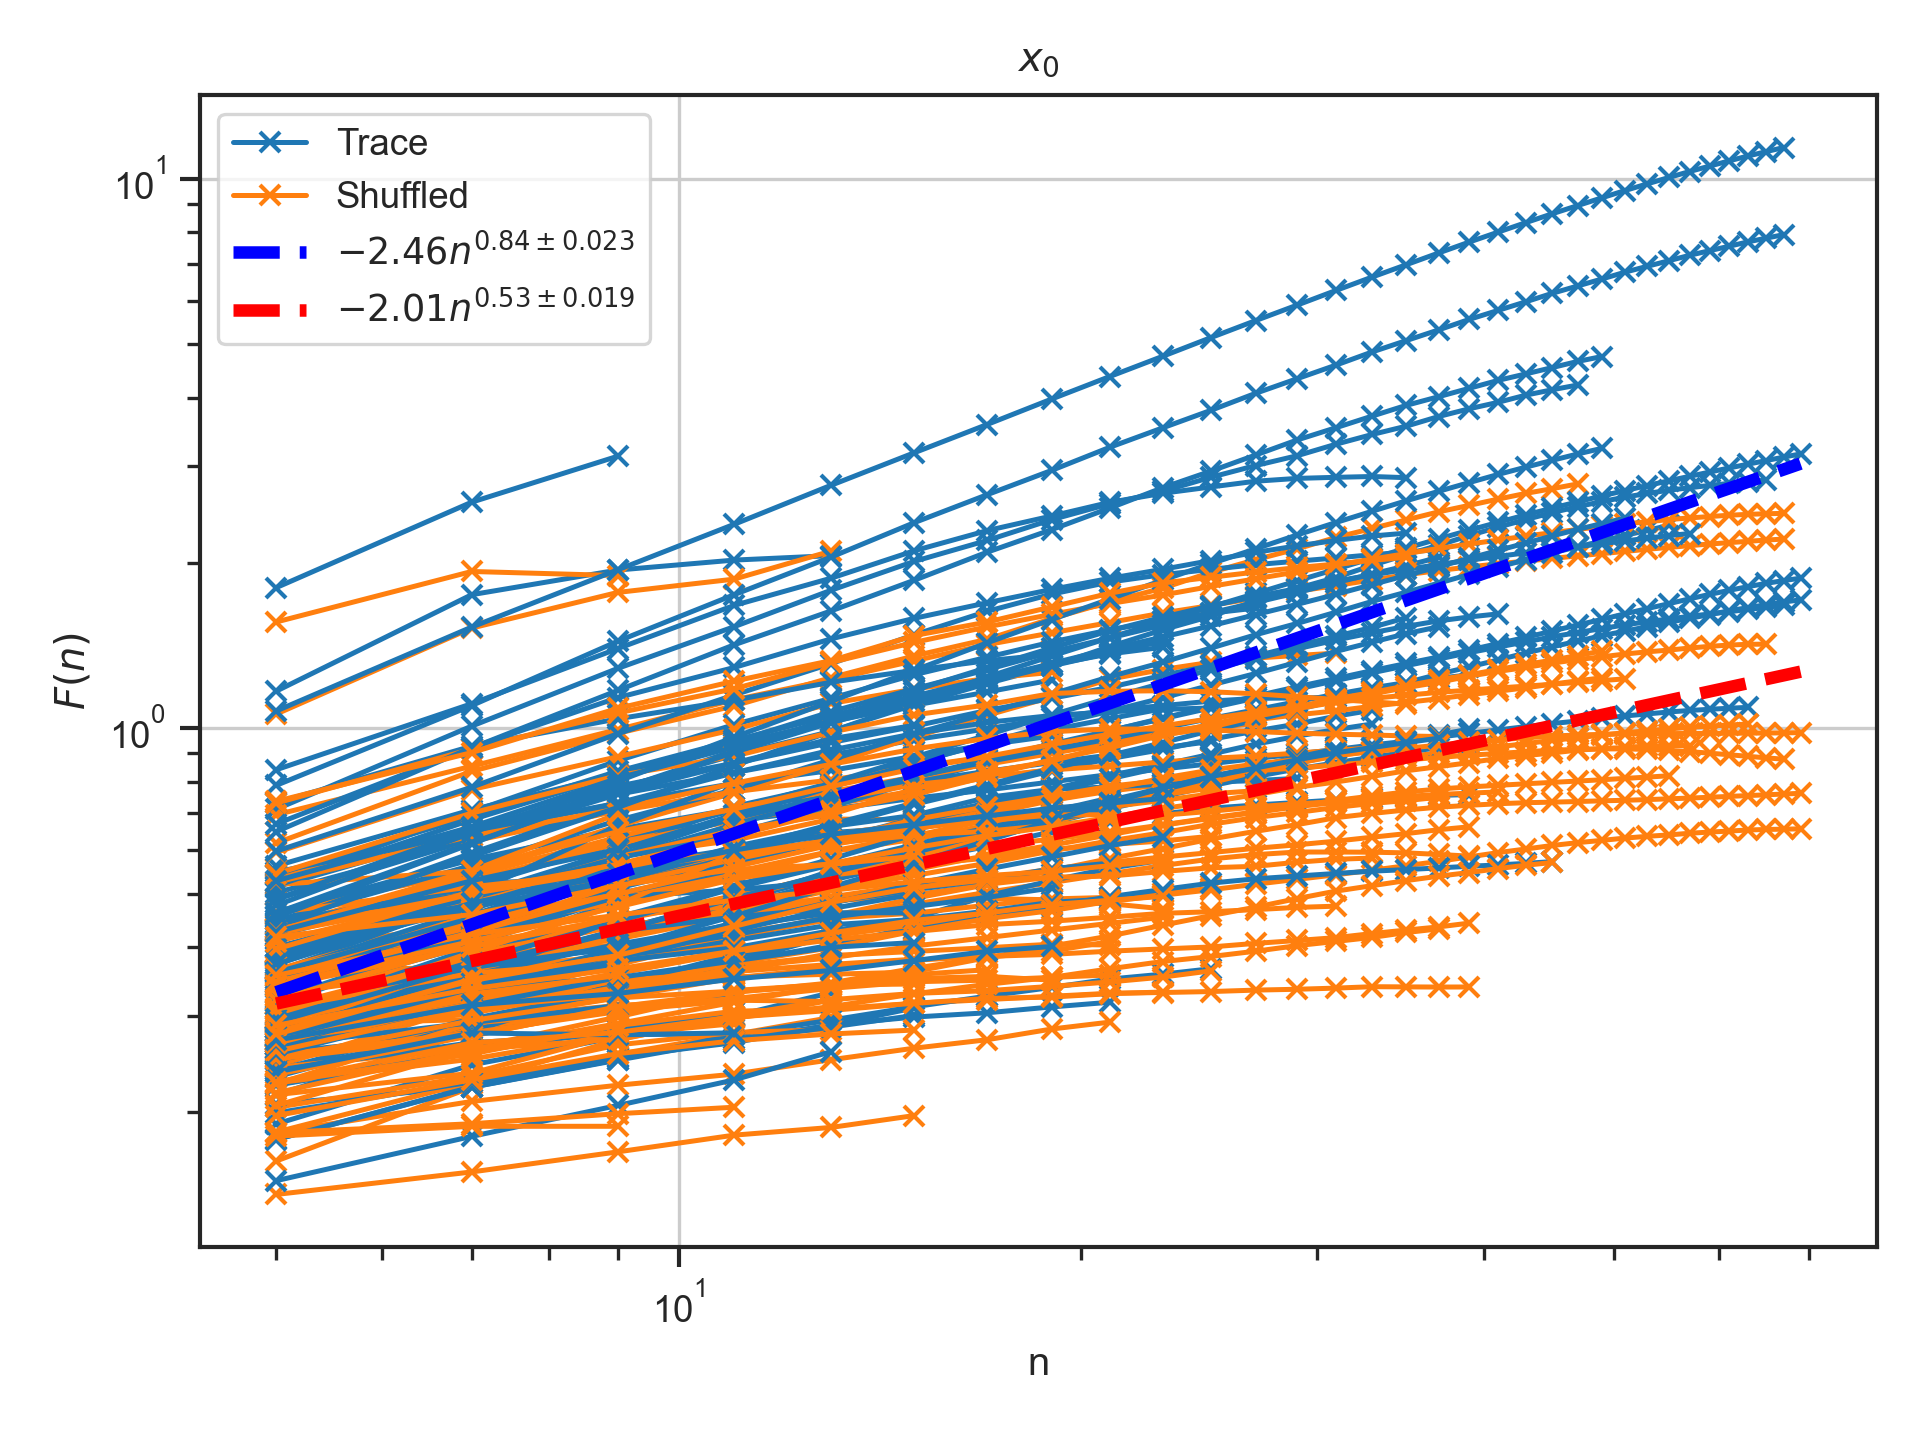 x₀
Trace
Shuffled
−2.46n^{0.84±0.023}
−2.01n^{0.53±0.019}
10¹
10⁰
F(n)
10¹
n